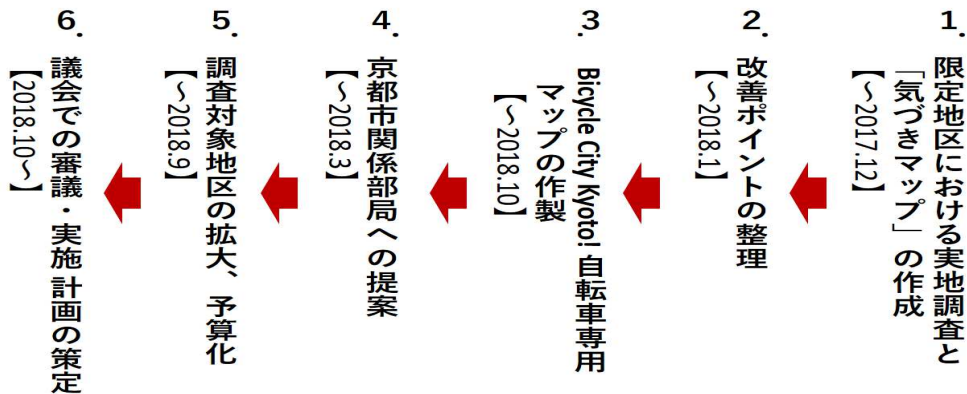 1.
限定地区における実地調査と
「気づきマップ」の作成
【～2017.12】
2.
改善ポイントの整理
【～2018.1】
3.
Bicycle City Kyoto! 自転車専用
マップの作製
【～2018.10】
4.
京都市関係部局への提案
【～2018.3】
5.
調査対象地区の拡大、予算化
【～2018.9】
6.
議会での審議・実施 計画の策定
【2018.10～】